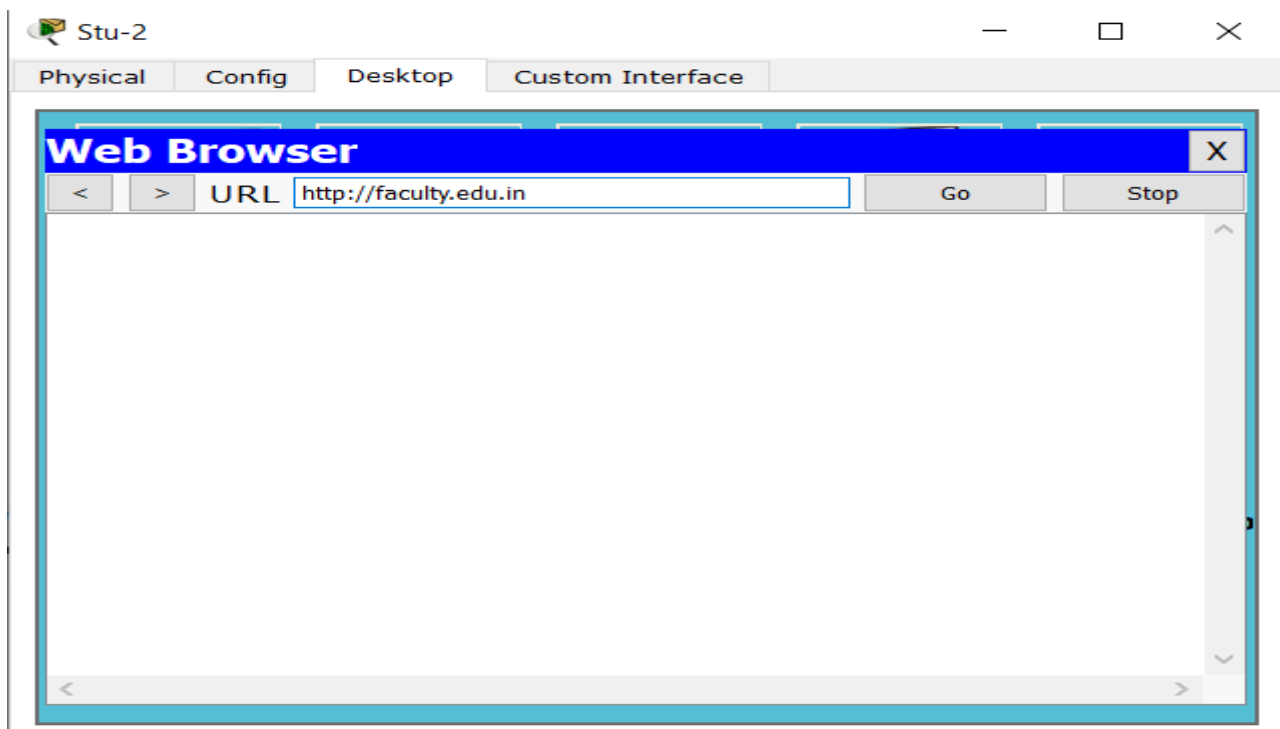 Stu-2
Physical Config Desktop Custom Interface
Web Browser X
< > URL http://faculty.edu.in Go Stop